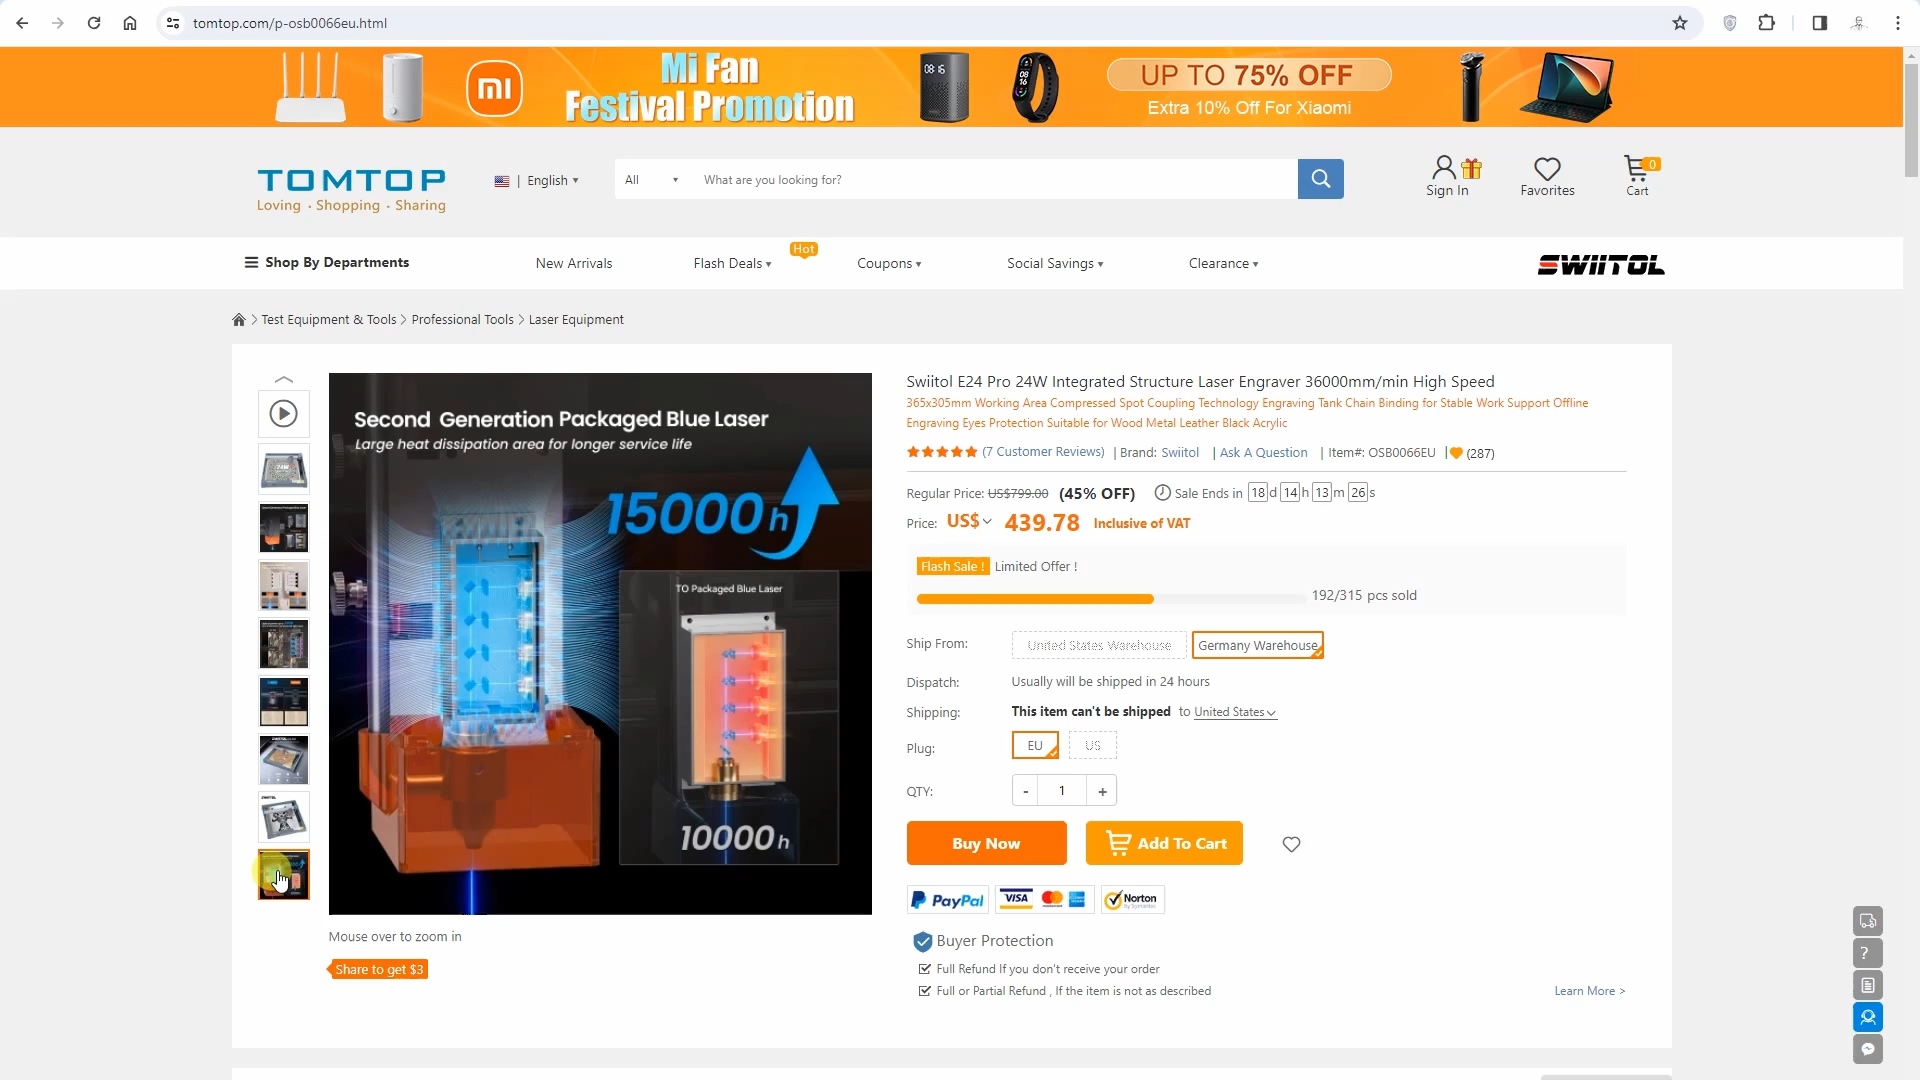 tomtop.com/p-osb0066eu.html
mi
Mi Fan
Festival Promotion
08:16
UP TO 75% OFF
Extra 10% Off For Xiaomi
TOMTOP
Loving · Shopping · Sharing
| English
All
What are you looking for?
Sign In
Favorites
0
Cart
Shop By Departments
New Arrivals
Flash Deals
Hot
Coupons
Social Savings
Clearance
SWIITOL
> Test Equipment & Tools > Professional Tools > Laser Equipment
Second Generation Packaged Blue Laser
Large heat dissipation area for longer service life
15000h
TO Packaged Blue Laser
10000h
Mouse over to zoom in
Share to get $3
Swiitol E24 Pro 24W Integrated Structure Laser Engraver 36000mm/min High Speed
365x305mm Working Area Compressed Spot Coupling Technology Engraving Tank Chain Binding for Stable Work Support Offline
Engraving Eyes Protection Suitable for Wood Metal Leather Black Acrylic
(7 Customer Reviews) | Brand: Swiitol | Ask A Question | Item#: OSB0066EU | (287)
Regular Price: US$799.00 (45% OFF) Sale Ends in 18d 14h 13m 26s
Price: US$ 439.78 Inclusive of VAT
Flash Sale ! Limited Offer !
192/315 pcs sold
Ship From: United States Warehouse Germany Warehouse
Dispatch: Usually will be shipped in 24 hours
Shipping: This item can't be shipped to United States
Plug: EU US
QTY: - 1 +
Buy Now
Add To Cart
PayPal
VISA
Norton
by Symantec
Buyer Protection
Full Refund If you don't receive your order
Full or Partial Refund , If the item is not as described
Learn More >
?